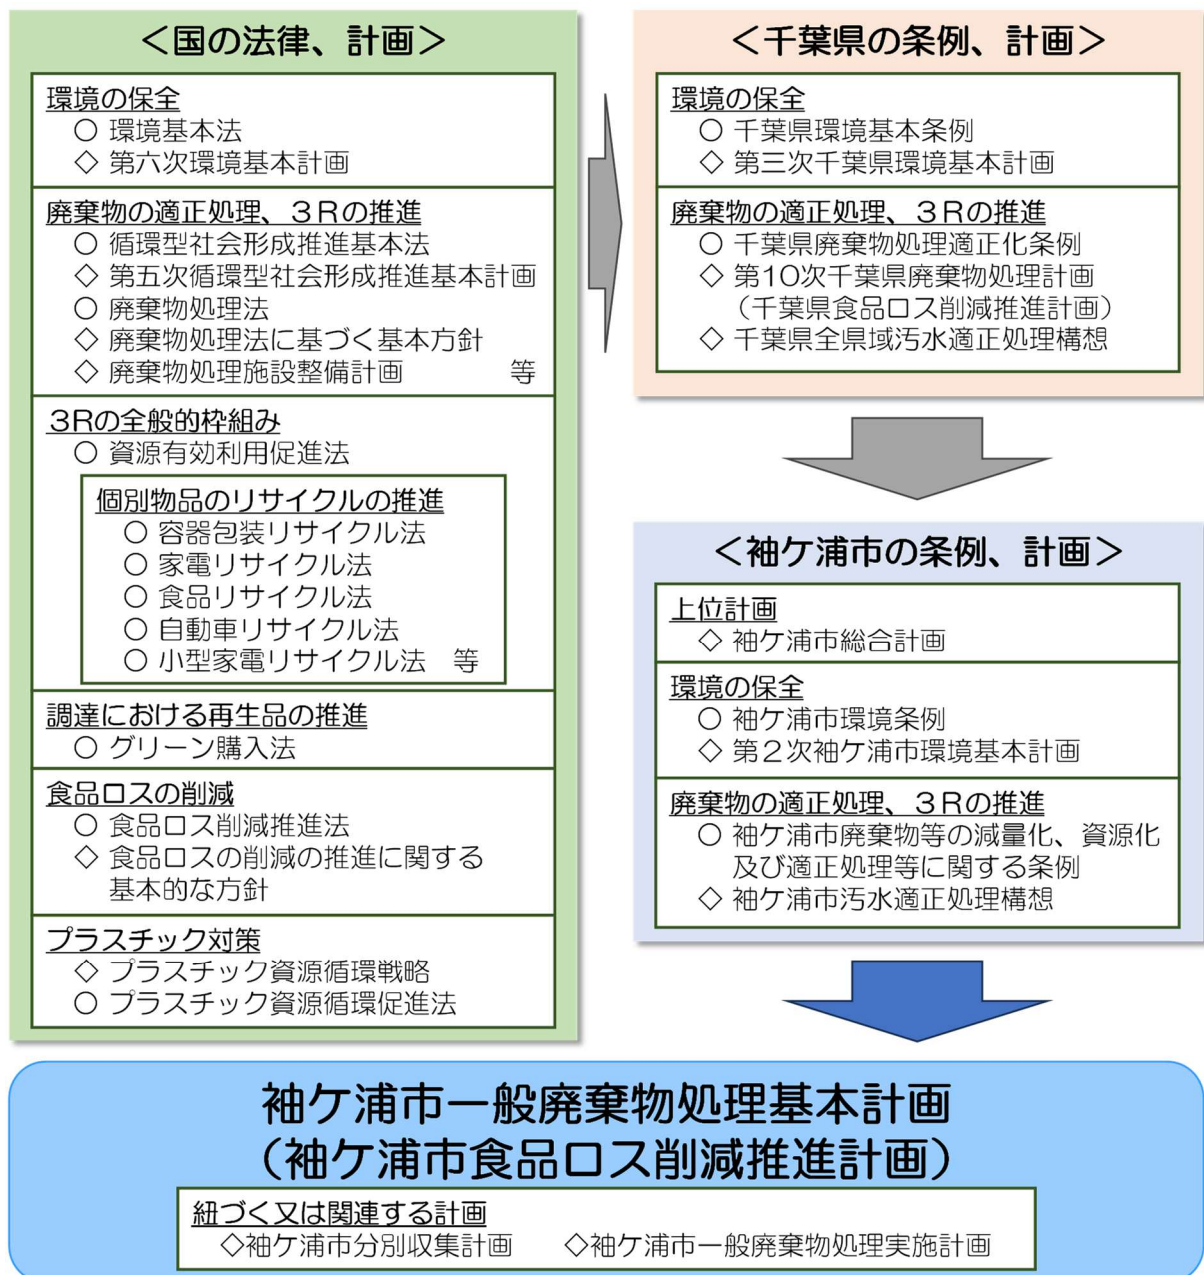 ＜国の法律、計画＞
環境の保全
○ 環境基本法
◇ 第六次環境基本計画
廃棄物の適正処理、３Rの推進
○ 循環型社会形成推進基本法
◇ 第五次循環型社会形成推進基本計画
○ 廃棄物処理法
◇ 廃棄物処理法に基づく基本方針
◇ 廃棄物処理施設整備計画　　　　等
３Rの全般的枠組み
○ 資源有効利用促進法
個別物品のリサイクルの推進
○ 容器包装リサイクル法
○ 家電リサイクル法
○ 食品リサイクル法
○ 自動車リサイクル法
○ 小型家電リサイクル法　等
調達における再生品の推進
○ グリーン購入法
食品ロスの削減
○ 食品ロス削減推進法
◇ 食品ロスの削減の推進に関する
基本的な方針
プラスチック対策
◇ プラスチック資源循環戦略
○ プラスチック資源循環促進法
＜千葉県の条例、計画＞
環境の保全
○ 千葉県環境基本条例
◇ 第三次千葉県環境基本計画
廃棄物の適正処理、３Rの推進
○ 千葉県廃棄物処理適正化条例
◇ 第10次千葉県廃棄物処理計画
（千葉県食品ロス削減推進計画）
◇ 千葉県全県域汚水適正処理構想
＜袖ケ浦市の条例、計画＞
上位計画
◇ 袖ケ浦市総合計画
環境の保全
○ 袖ケ浦市環境条例
◇ 第２次袖ケ浦市環境基本計画
廃棄物の適正処理、３Rの推進
○ 袖ケ浦市廃棄物等の減量化、資源化
及び適正処理等に関する条例
◇ 袖ケ浦市汚水適正処理構想
袖ケ浦市一般廃棄物処理基本計画
（袖ケ浦市食品ロス削減推進計画）
紐づく又は関連する計画
◇袖ケ浦市分別収集計画　　◇袖ケ浦市一般廃棄物処理実施計画